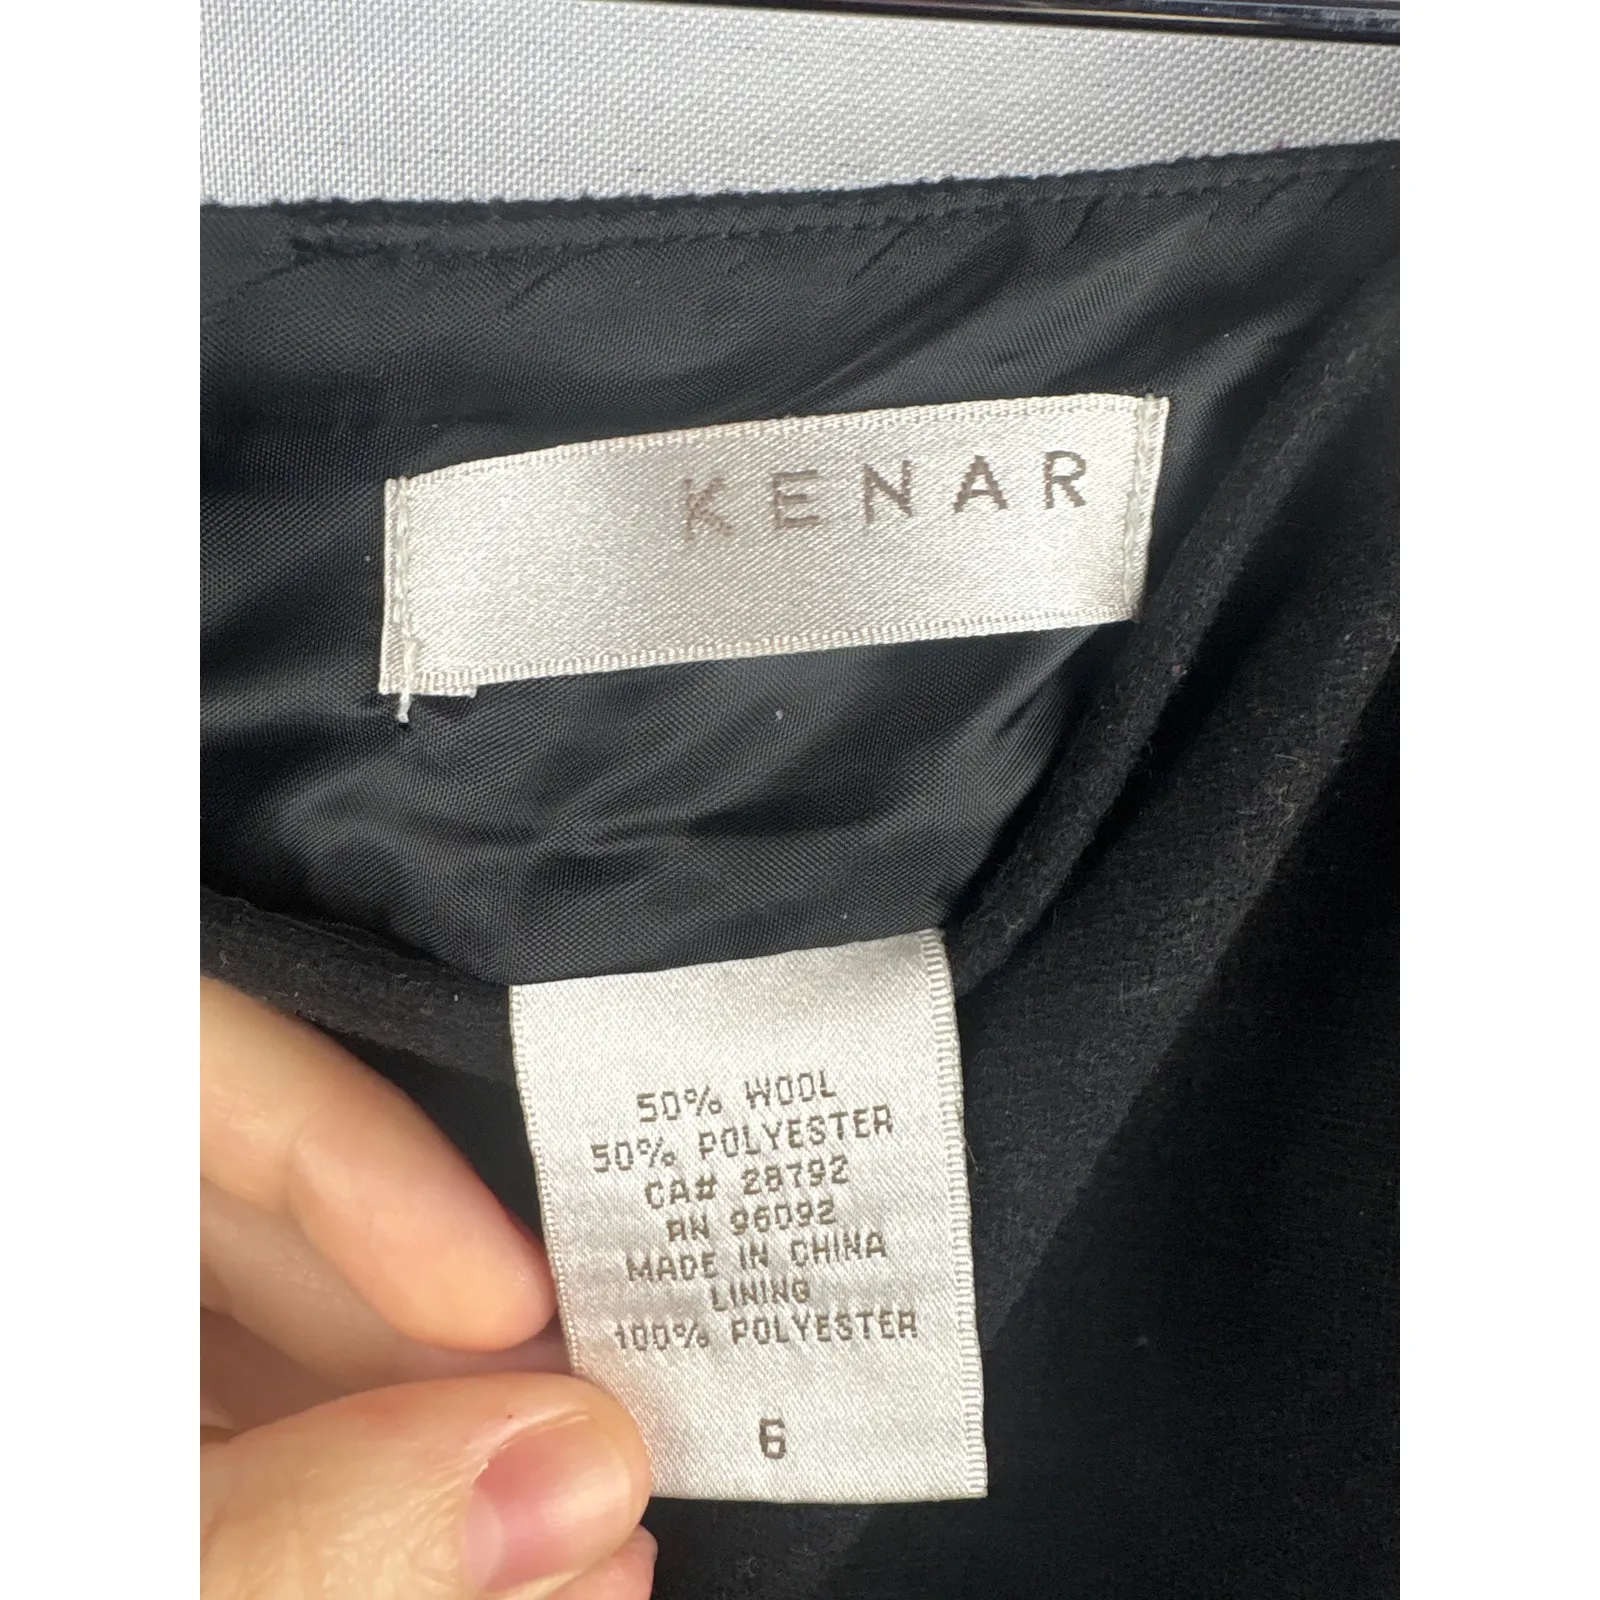 KENAR
50% WOOL
50% POLYESTER
CA# 28792
RN 96092
MADE IN CHINA
LINING
100% POLYESTER
6